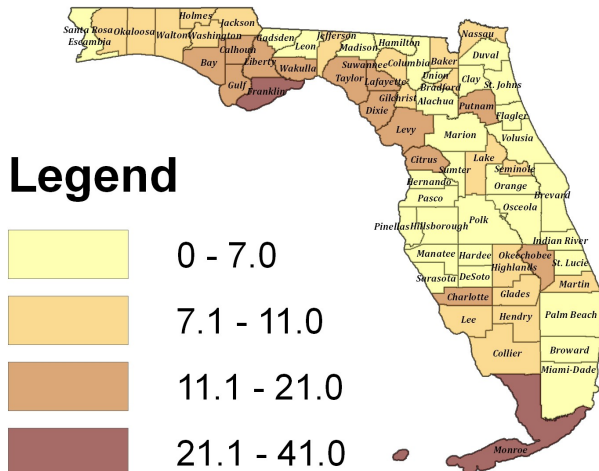 Holmes
Jackson
Santa Rosa
Okaloosa
Walton
Washington
Escambia
Calhoun
Gadsden
Jefferson
Leon
Madison
Hamilton
Nassau
Bay
Liberty
Wakulla
Suwannee
Columbia
Baker
Duval
Gulf
Franklin
Taylor
Lafayette
Union
Bradford
Clay
St. Johns
Dixie
Gilchrist
Alachua
Putnam
Flagler
Levy
Marion
Volusia
Citrus
Sumter
Lake
Seminole
Hernando
Orange
Pasco
Brevard
Osceola
Pinellas
Hillsborough
Polk
Indian River
Manatee
Hardee
Okeechobee
St. Lucie
Highlands
Sarasota
DeSoto
Martin
Charlotte
Glades
Lee
Hendry
Palm Beach
Collier
Broward
Miami-Dade
Monroe
Legend
0 - 7.0
7.1 - 11.0
11.1 - 21.0
21.1 - 41.0